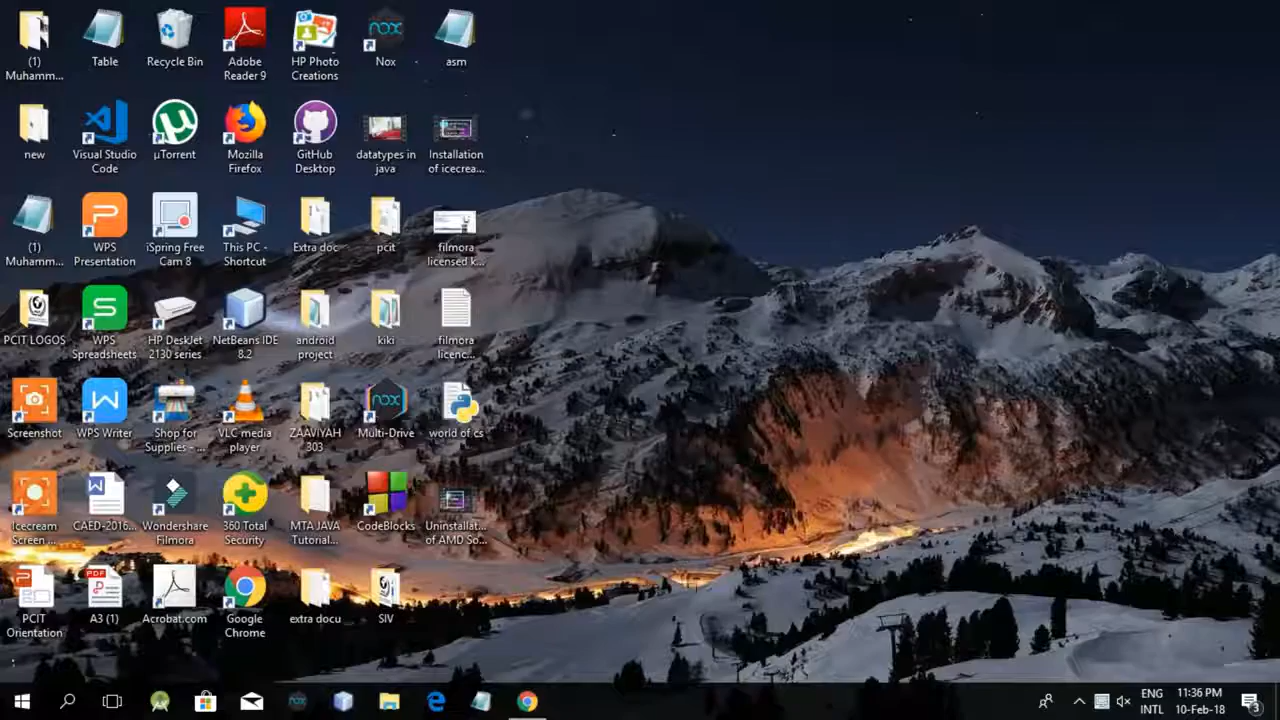 (1)
Muhamm...
Table
Recycle Bin
Adobe
Reader 9
HP Photo
Creations
Nox
asm
new
Visual Studio
Code
µTorrent
Mozilla
Firefox
GitHub
Desktop
datatypes in
java
Installation
of icecrea...
(1)
Muhamm...
WPS
Presentation
iSpring Free
Cam 8
This PC -
Shortcut
Extra doc
pcit
filmora
licensed k...
PCIT LOGOS
WPS
Spreadsheets
HP DeskJet
2130 series
NetBeans IDE
8.2
android
project
kiki
filmora
licenc...
Screenshot
WPS Writer
Shop for
Supplies - ...
VLC media
player
ZAAVIYAH
303
Multi-Drive
world of cs
Icecream
Screen ...
CAED-2016...
Wondershare
Filmora
360 Total
Security
MTA JAVA
Tutorial...
CodeBlocks
Uninstallat...
of AMD So...
PCIT
Orientation
A3 (1)
Acrobat.com
Google
Chrome
extra docu
SIV
ENG
INTL
11:36 PM
10-Feb-18
3